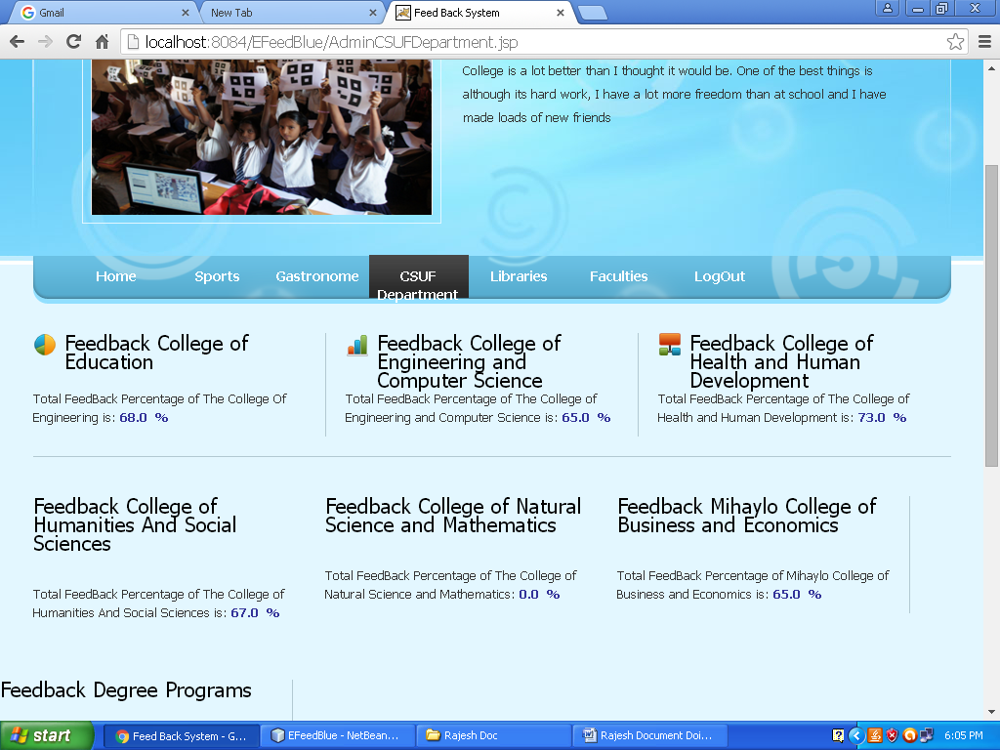 Gmail
New Tab
Feed Back System
localhost:8084/EFeedBlue/AdminCSUFDepartment.jsp
College is a lot better than I thought it would be. One of the best things is
although its hard work, I have a lot more freedom than at school and I have
made loads of new friends
Home
Sports
Gastronome
CSUF
Department
Libraries
Faculties
LogOut
Feedback College of
Education
Total FeedBack Percentage of The College Of
Engineering is: 68.0 %
Feedback College of
Engineering and
Computer Science
Total FeedBack Percentage of The College of
Engineering and Computer Science is: 65.0 %
Feedback College of
Health and Human
Development
Total FeedBack Percentage of The College of
Health and Human Development is: 73.0 %
Feedback College of
Humanities And Social
Sciences
Total FeedBack Percentage of The College of
Humanities And Social Sciences is: 67.0 %
Feedback College of Natural
Science and Mathematics
Total FeedBack Percentage of The College of
Natural Science and Mathematics: 0.0 %
Feedback Mihaylo College of
Business and Economics
Total FeedBack Percentage of Mihaylo College of
Business and Economics is: 65.0 %
Feedback Degree Programs
start
Feed Back System - G...
EFeedBlue - NetBean...
Rajesh Doc
Rajesh Document Doi...
6:05 PM